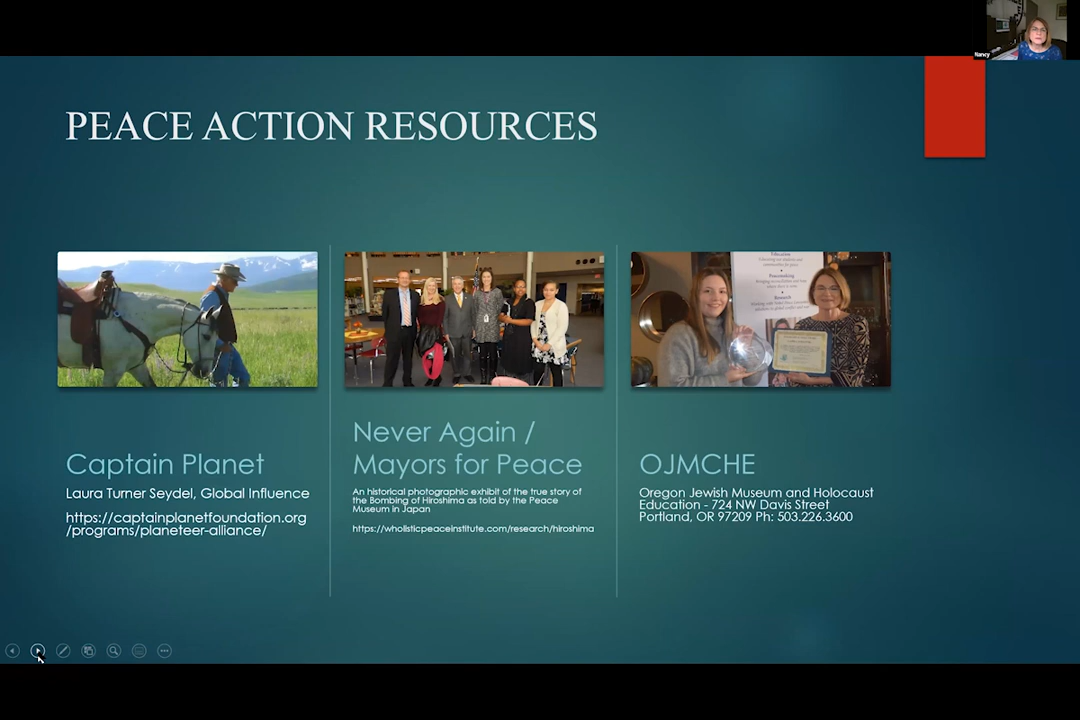 Nancy
PEACE ACTION RESOURCES
Education
Peacemaking
Research
Captain Planet
Laura Turner Seydel, Global Influence
https://captainplanetfoundation.org
/programs/planeteer-alliance/
Never Again /
Mayors for Peace
An historical photographic exhibit of the true story of
the Bombing of Hiroshima as told by the Peace
Museum in Japan
https://wholisticpeaceinstitute.com/research/hiroshima
OJMCHE
Oregon Jewish Museum and Holocaust
Education - 724 NW Davis Street
Portland, OR 97209 Ph: 503.226.3600